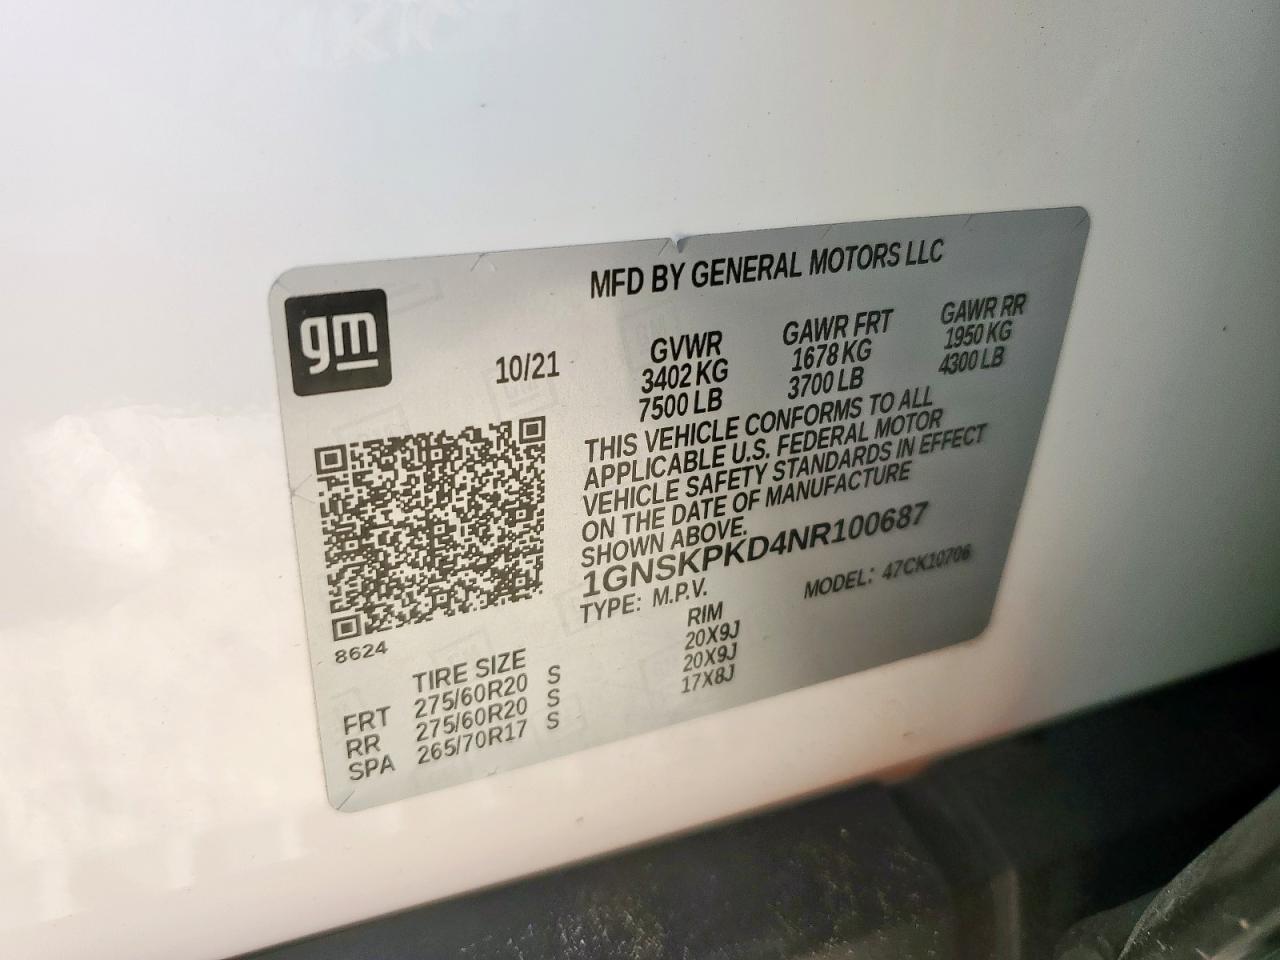 MFD BY GENERAL MOTORS LLC
gm
10/21
GVWR GAWR FRT GAWR RR
3402 KG 1678 KG 1950 KG
7500 LB 3700 LB 4300 LB
THIS VEHICLE CONFORMS TO ALL
APPLICABLE U.S. FEDERAL MOTOR
VEHICLE SAFETY STANDARDS IN EFFECT
ON THE DATE OF MANUFACTURE
SHOWN ABOVE.
1GNSKPKD4NR100687
TYPE: M.P.V. MODEL: 47CK10706
8624
TIRE SIZE RIM
FRT 275/60R20 S 20X9J
RR 275/60R20 S 20X9J
SPA 265/70R17 S 17X8J